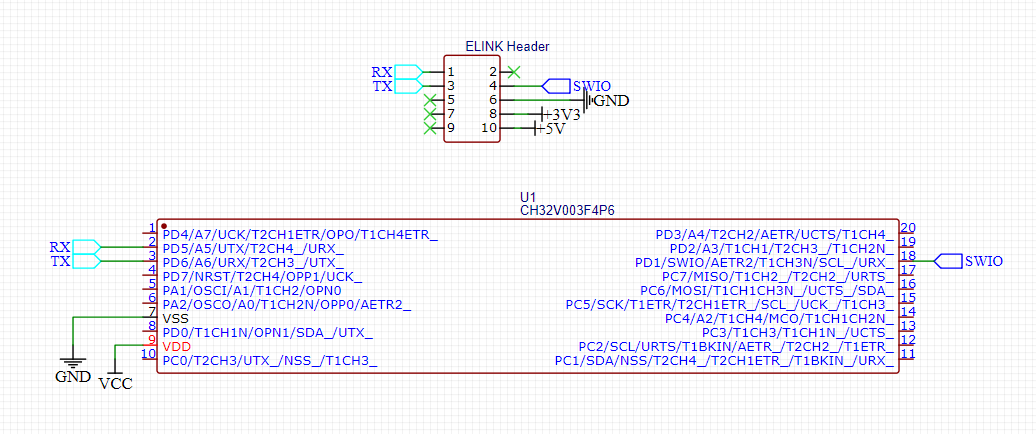 ELINK Header
RX 1 2
TX 3 4 SWIO
5 6 GND
7 8 +3V3
9 10 +5V
U1
CH32V003F4P6
1 PD4/A7/UCK/T2CH1ETR/OPO/T1CH4ETR_ PD3/A4/T2CH2/AETR/UCTS/T1CH4_ 20
RX 2 PD5/A5/UTX/T2CH4_/URX_ PD2/A3/T1CH1/T2CH3_/T1CH2N_ 19
TX 3 PD6/A6/URX/T2CH3_/UTX_ PD1/SWIO/AETR2/T1CH3N/SCL_/URX_ 18 SWIO
4 PD7/NRST/T2CH4/OPP1/UCK_ PC7/MISO/T1CH2_/T2CH2_/URTS_ 17
5 PA1/OSCI/A1/T1CH2/OPN0 PC6/MOSI/T1CH1CH3N_/UCTS_/SDA_ 16
6 PA2/OSCO/A0/T1CH2N/OPP0/AETR2_ PC5/SCK/T1ETR/T2CH1ETR_/SCL_/UCK_/T1CH3_ 15
7 VSS PC4/A2/T1CH4/MCO/T1CH1CH2N_ 14
8 PD0/T1CH1N/OPN1/SDA_/UTX_ PC3/T1CH3/T1CH1N_/UCTS_ 13
9 VDD PC2/SCL/URTS/T1BKIN/AETR_/T2CH2_/T1ETR_ 12
10 PC0/T2CH3/UTX_/NSS_/T1CH3_ PC1/SDA/NSS/T2CH4_/T2CH1ETR_/T1BKIN_/URX_ 11
GND VCC